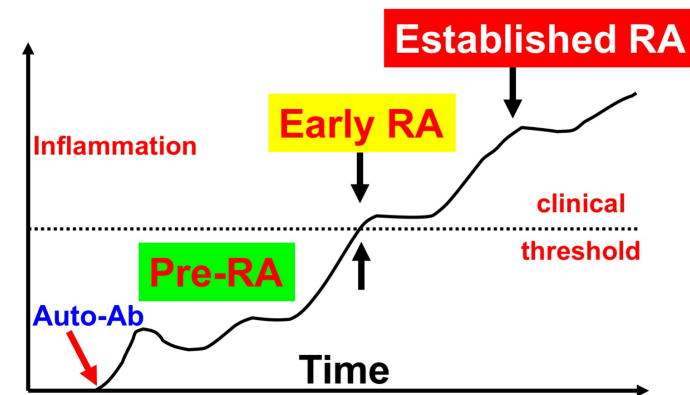 Established RA
Early RA
Inflammation
clinical
threshold
Pre-RA
Auto-Ab
Time